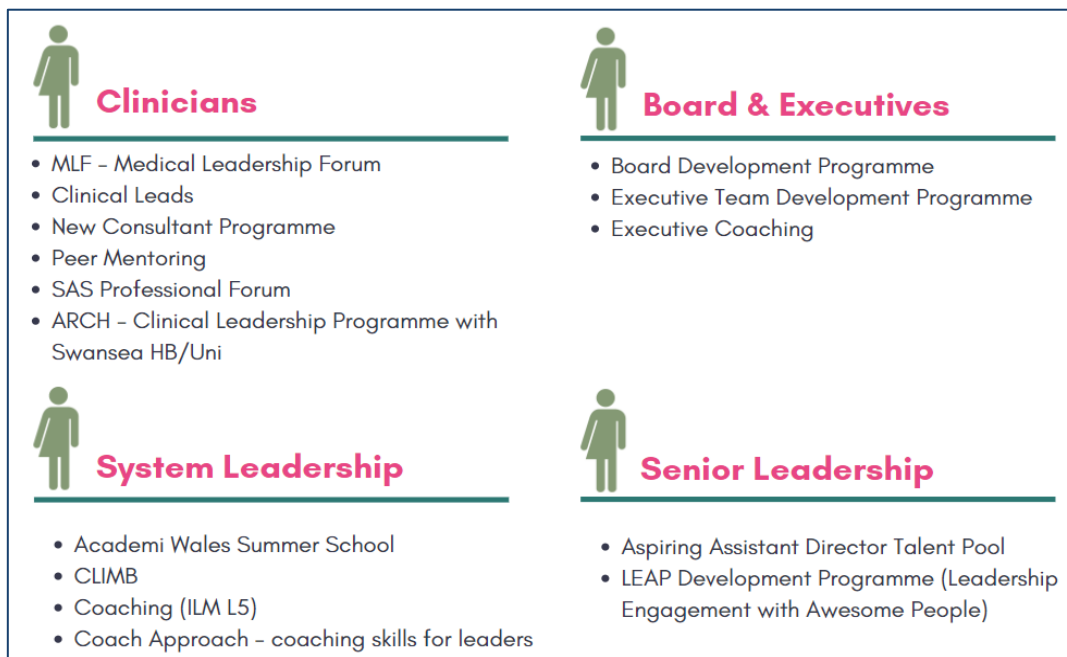 Clinicians
• MLF – Medical Leadership Forum
• Clinical Leads
• New Consultant Programme
• Peer Mentoring
• SAS Professional Forum
• ARCH – Clinical Leadership Programme with
Swansea HB/Uni
Board & Executives
• Board Development Programme
• Executive Team Development Programme
• Executive Coaching
System Leadership
• Academi Wales Summer School
• CLIMB
• Coaching (ILM L5)
• Coach Approach – coaching skills for leaders
Senior Leadership
• Aspiring Assistant Director Talent Pool
• LEAP Development Programme (Leadership
Engagement with Awesome People)